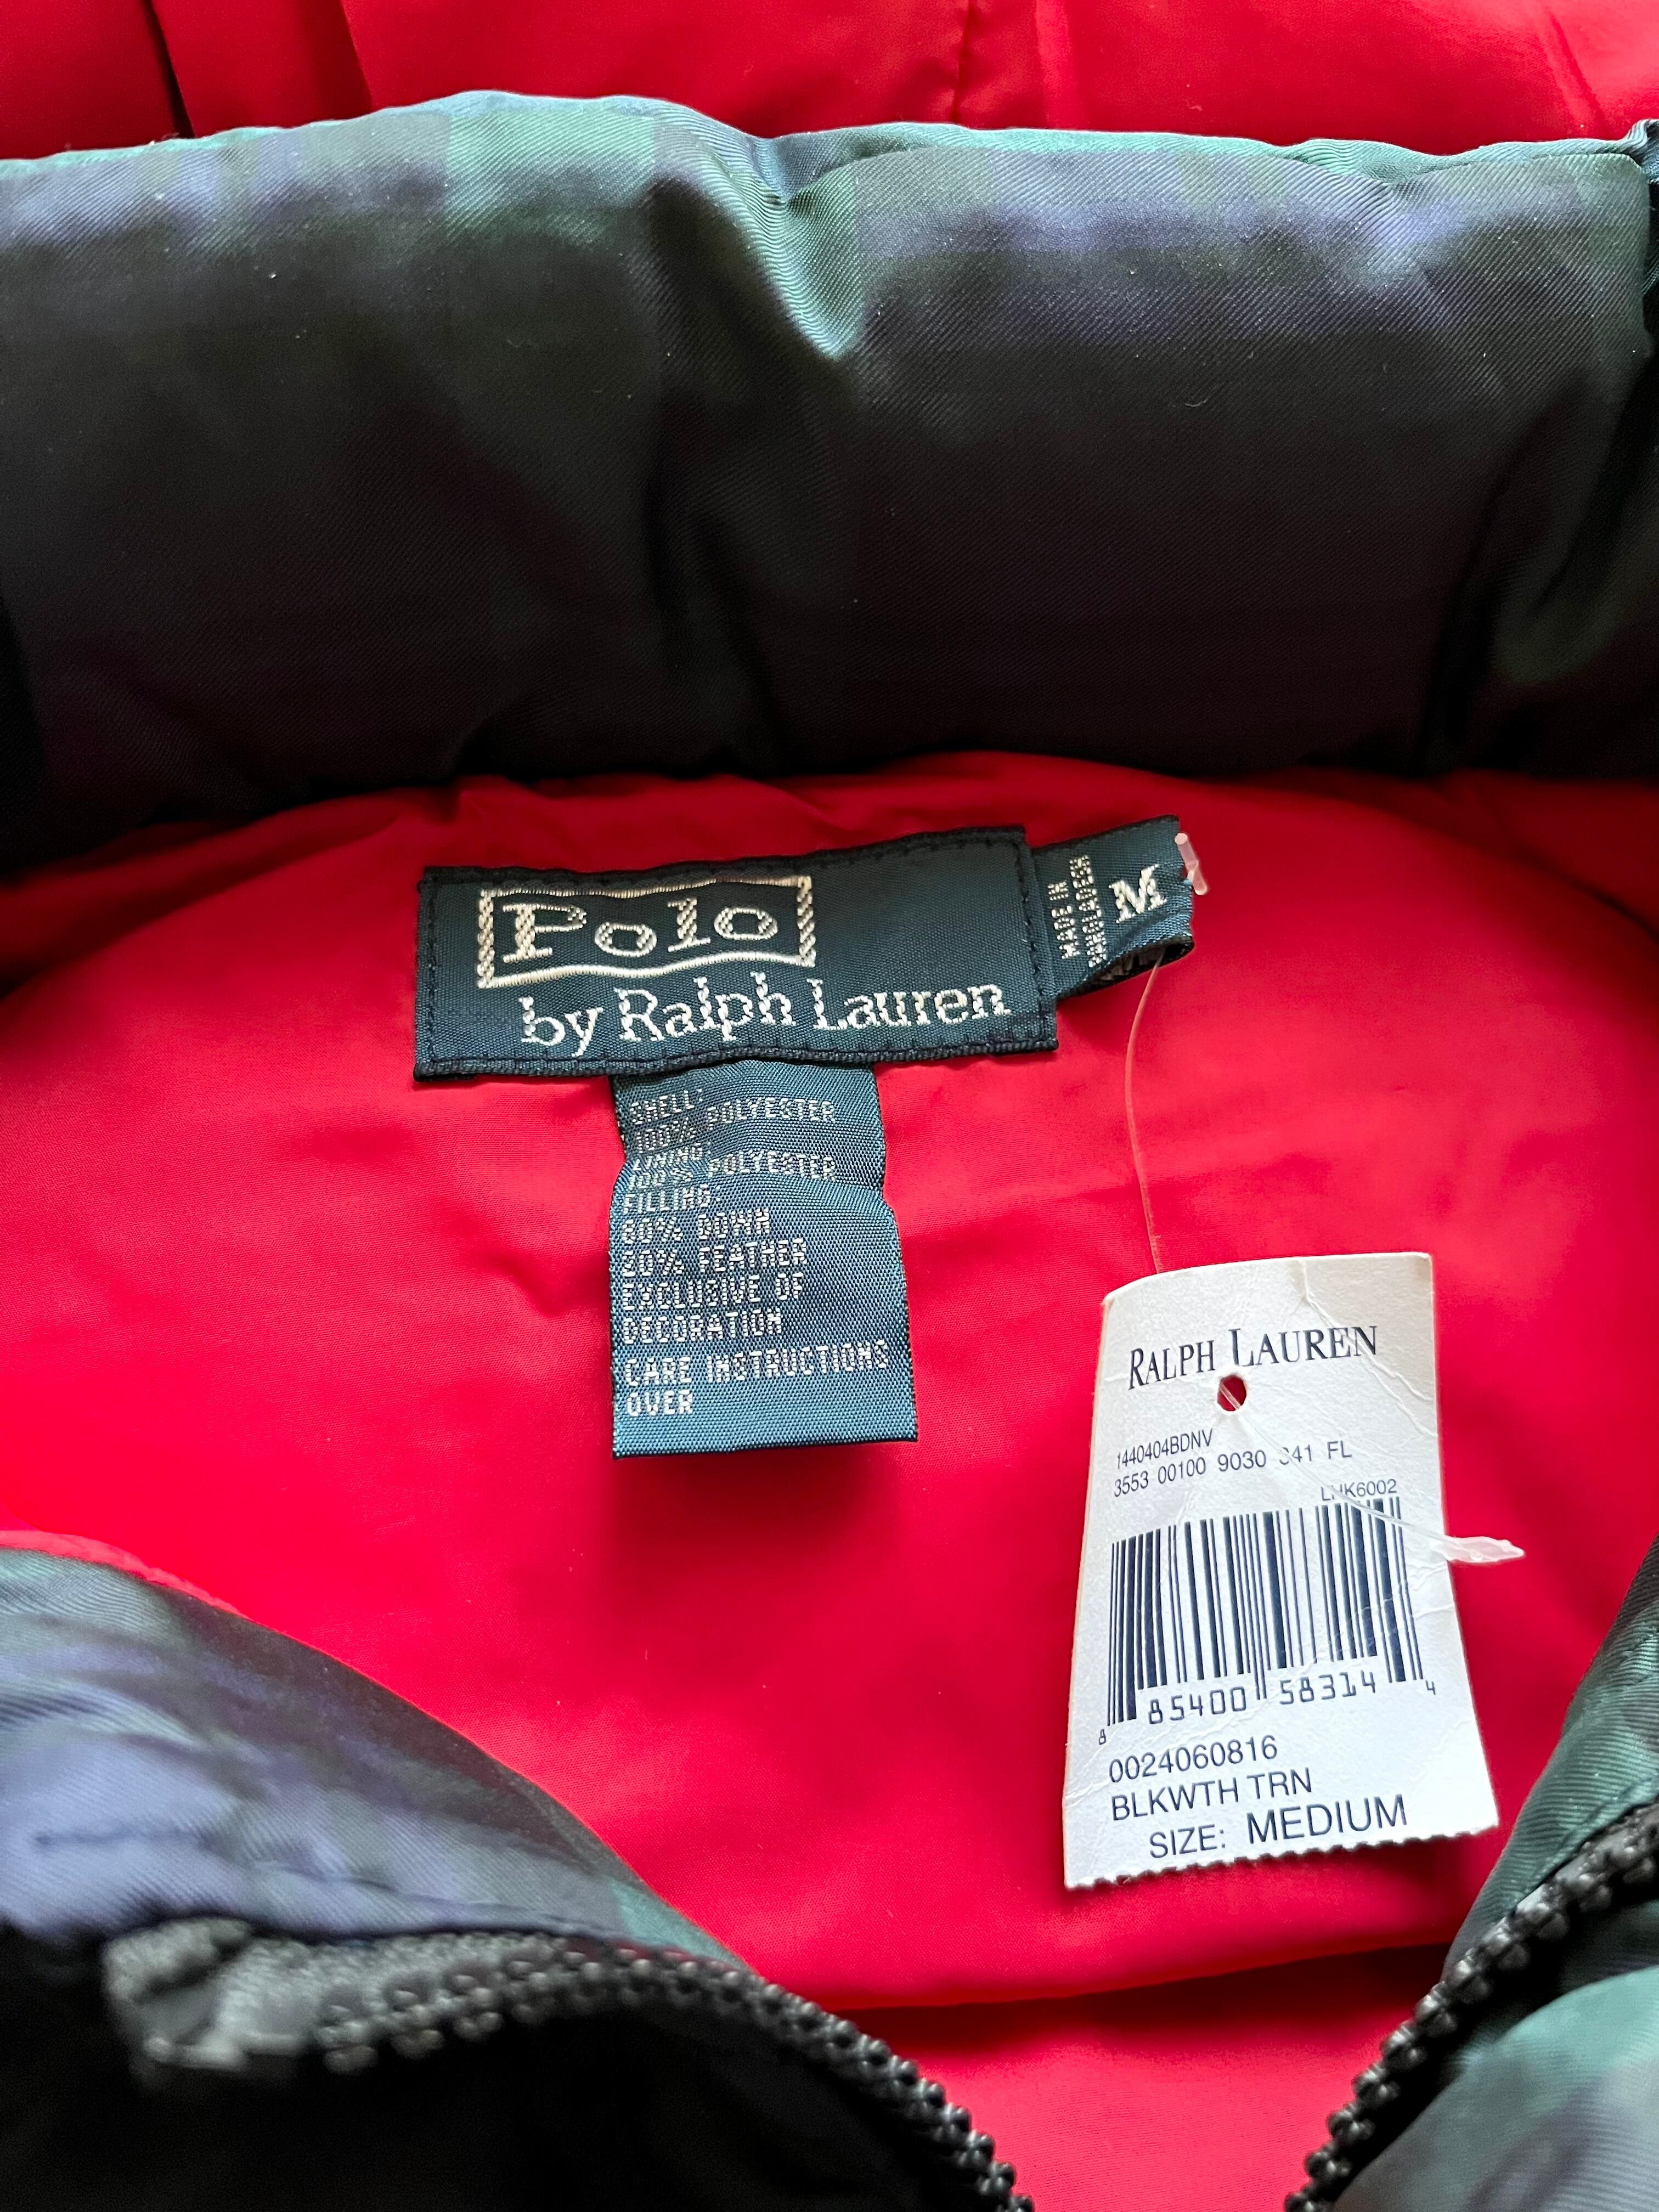 Polo
by Ralph Lauren
MADE IN
BANGLADESH
M
SHELL:
100% POLYESTER
LINING
100% POLYESTER
FILLING:
80% DOWN
20% FEATHER
EXCLUSIVE OF
DECORATION
CARE INSTRUCTIONS
OVER
RALPH LAUREN
1440404BDNV
3553 00100 9030 FL
8 85400 58314 4
0024060816
BLKWTH TRN
SIZE: MEDIUM